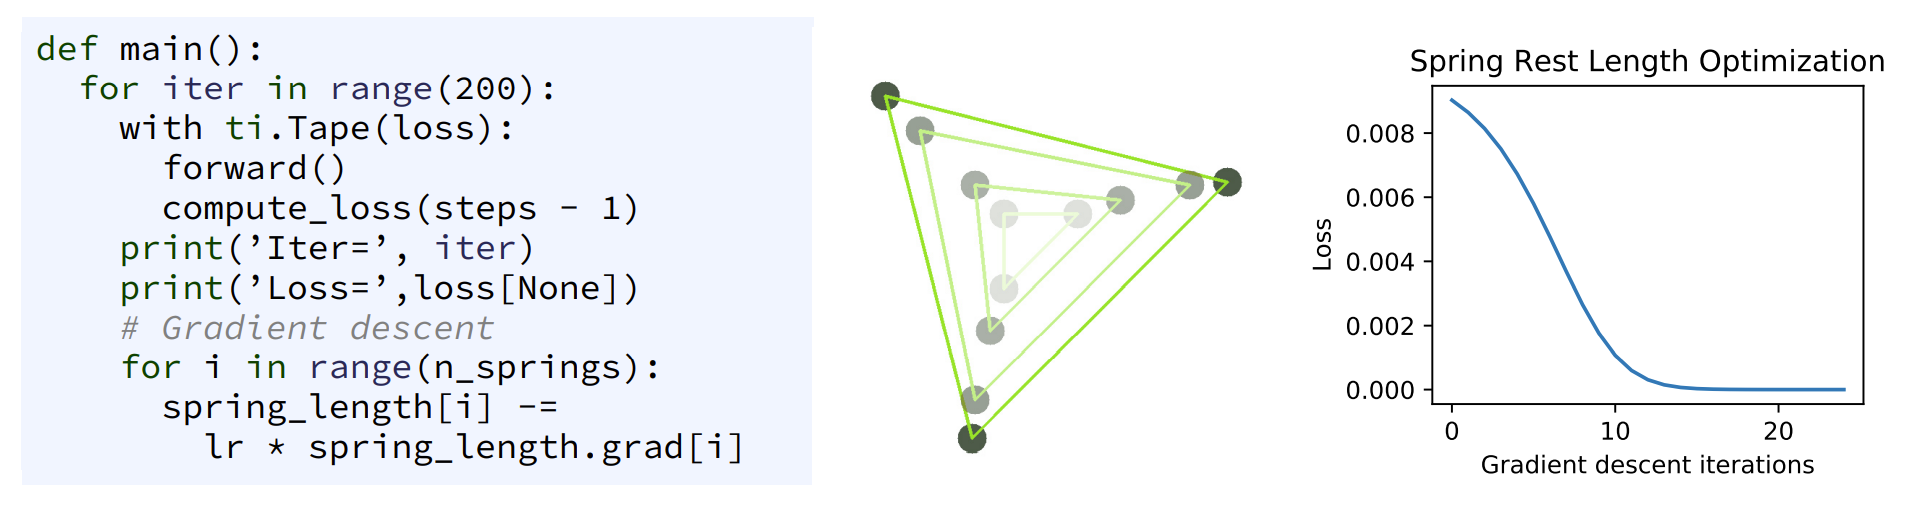 def main():
  for iter in range(200):
    with ti.Tape(loss):
      forward()
      compute_loss(steps - 1)
    print(’Iter=’, iter)
    print(’Loss=’,loss[None])
    # Gradient descent
    for i in range(n_springs):
      spring_length[i] -=
        lr * spring_length.grad[i]
Spring Rest Length Optimization
Loss
0.008
0.006
0.004
0.002
0.000
0 10 20
Gradient descent iterations